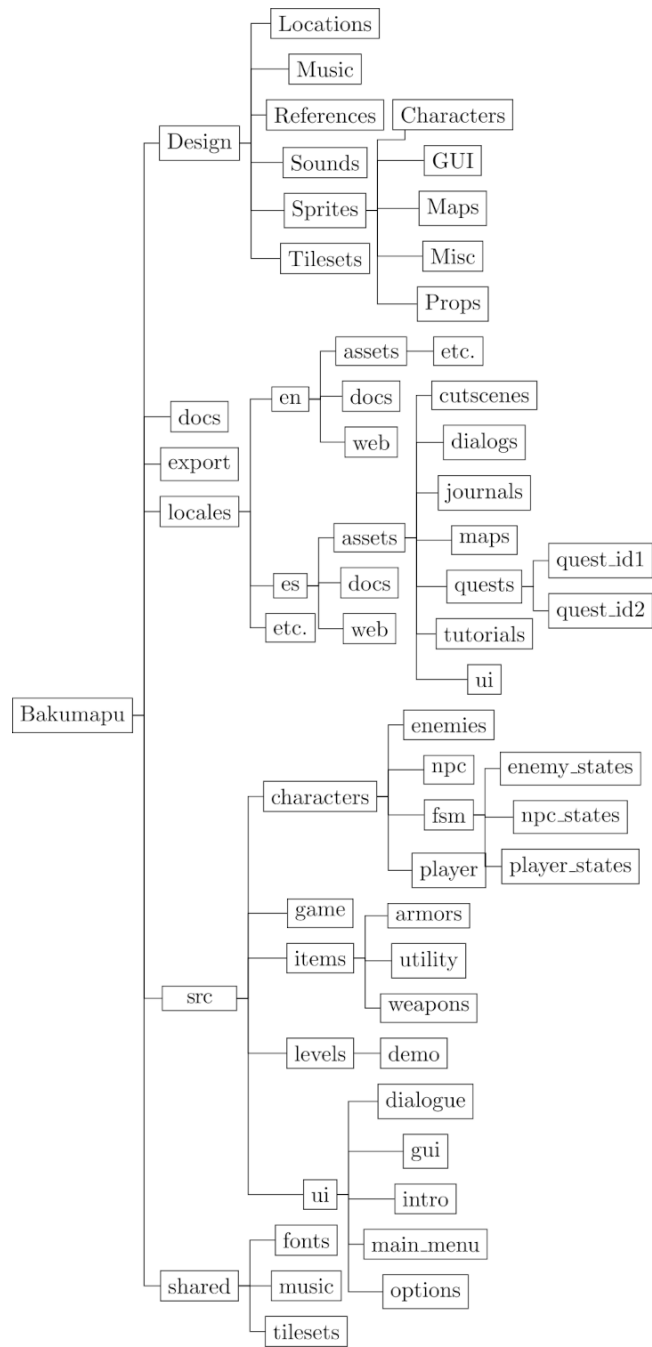 Locations
Music
References
Characters
Design
Sounds
GUI
Sprites
Maps
Tilesets
Misc
Props
assets
etc.
en
docs
cutscenes
docs
web
dialogs
export
journals
locales
assets
maps
es
docs
quests
quest_id1
quest_id2
etc.
web
tutorials
ui
Bakumapu
enemies
npc
enemy_states
characters
fsm
npc_states
player
player_states
game
armors
items
utility
src
weapons
levels
demo
dialogue
gui
ui
intro
fonts
main_menu
shared
music
options
tilesets